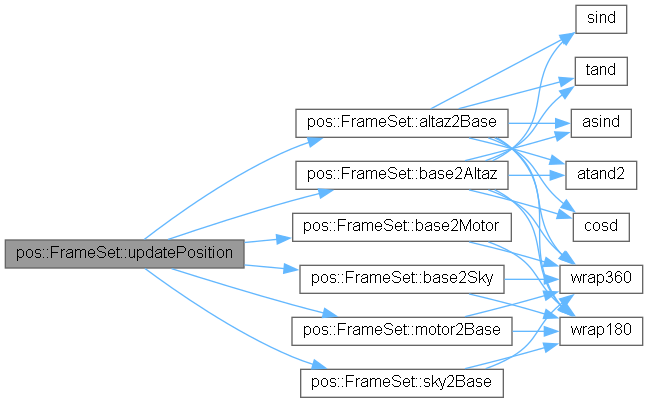 sind
tand
pos::FrameSet::altaz2Base
asind
pos::FrameSet::base2Altaz
atand2
pos::FrameSet::base2Motor
cosd
pos::FrameSet::updatePosition
pos::FrameSet::base2Sky
wrap360
pos::FrameSet::motor2Base
wrap180
pos::FrameSet::sky2Base